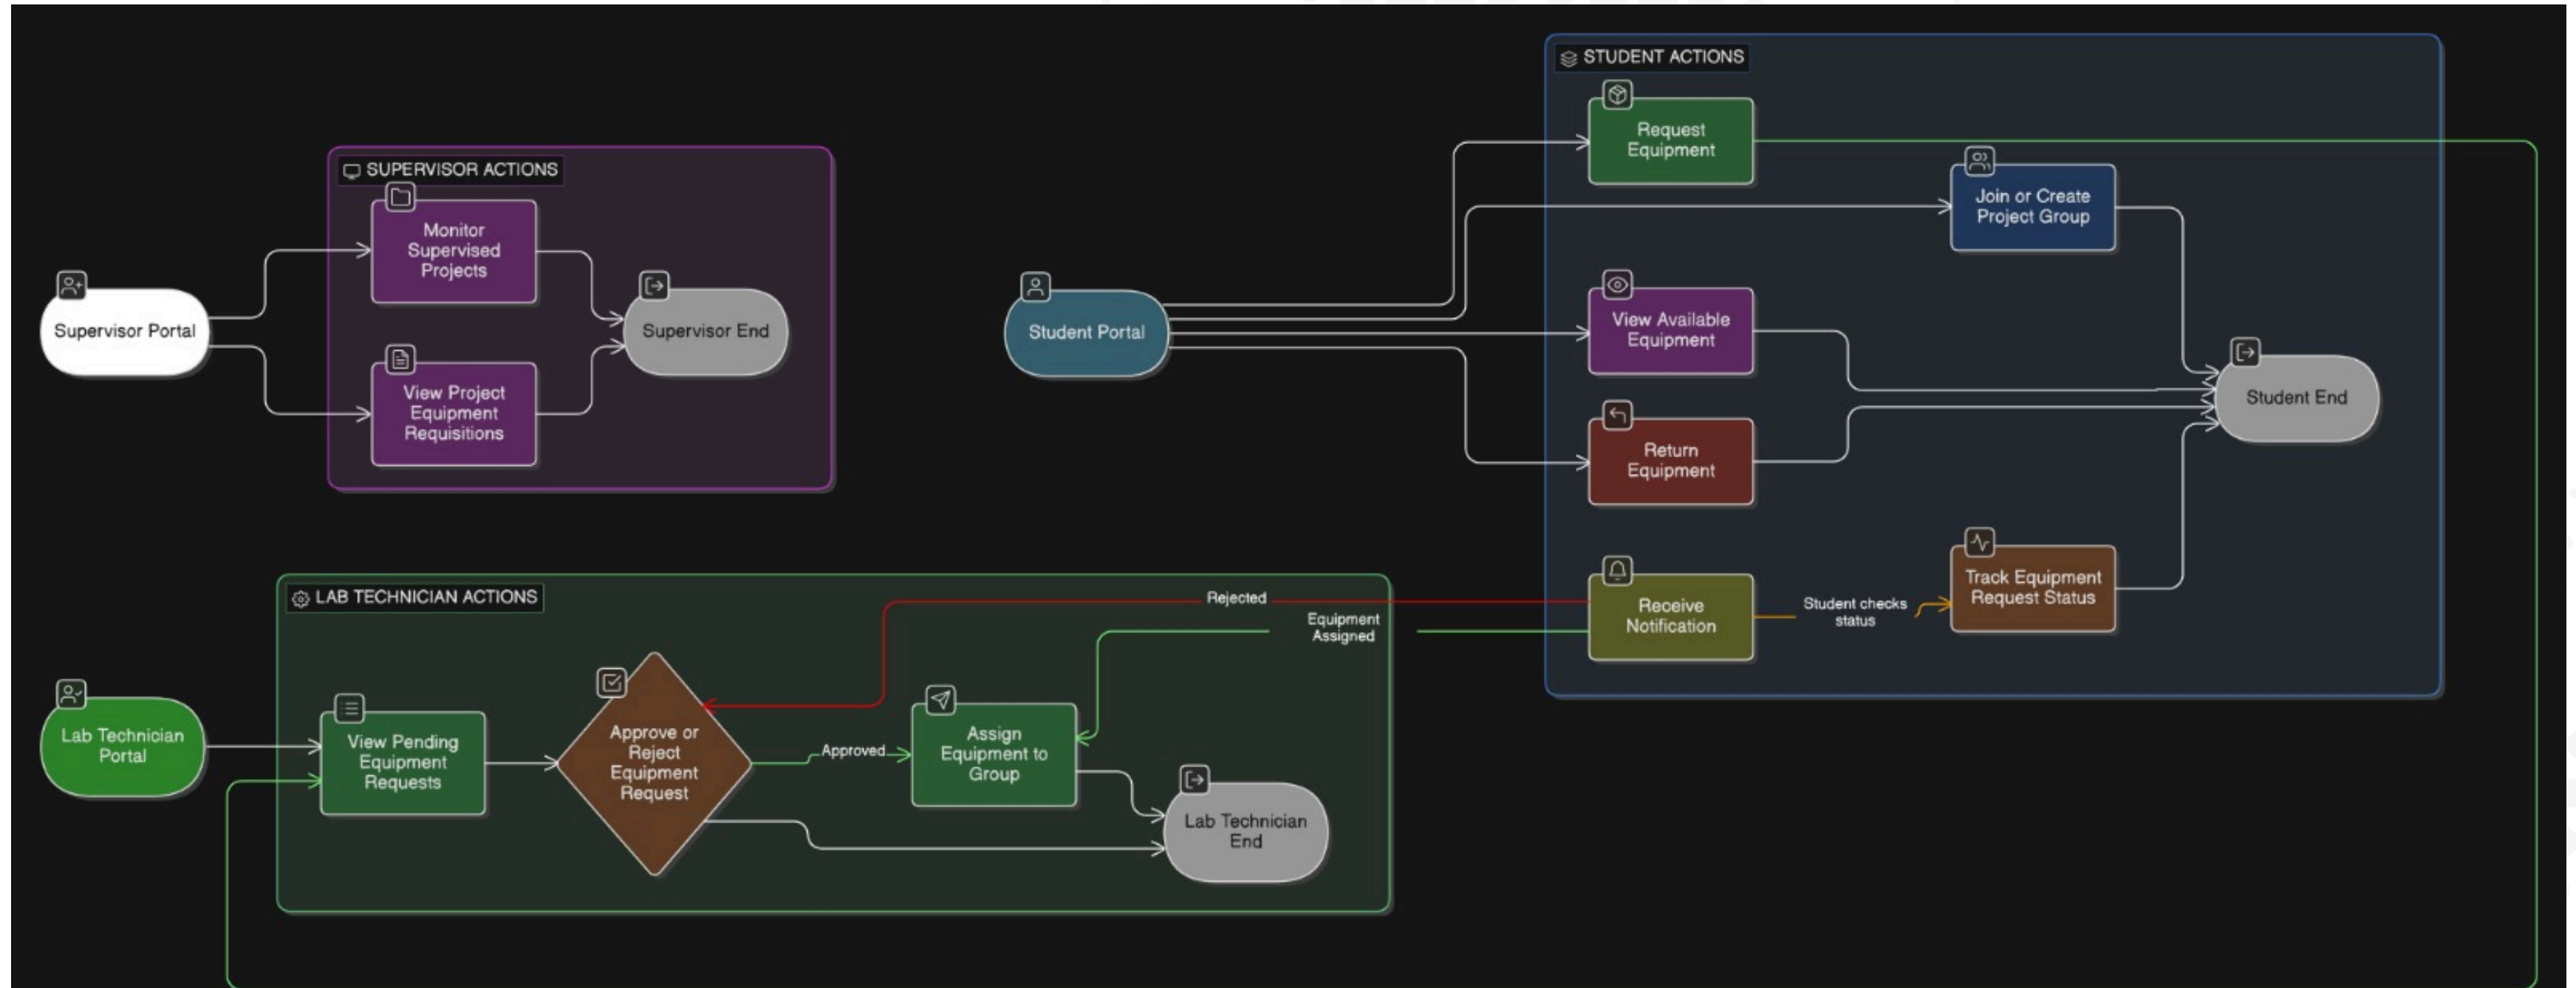 SUPERVISOR ACTIONS
Monitor
Supervised
Projects
Supervisor Portal
Supervisor End
View Project
Equipment
Requisitions
STUDENT ACTIONS
Request
Equipment
Join or Create
Project Group
Student Portal
View Available
Equipment
Student End
Return
Equipment
Receive
Notification
Student checks
status
Track Equipment
Request Status
LAB TECHNICIAN ACTIONS
Rejected
Equipment
Assigned
Lab Technician
Portal
View Pending
Equipment
Requests
Approve or
Reject
Equipment
Request
Approved
Assign
Equipment to
Group
Lab Technician
End